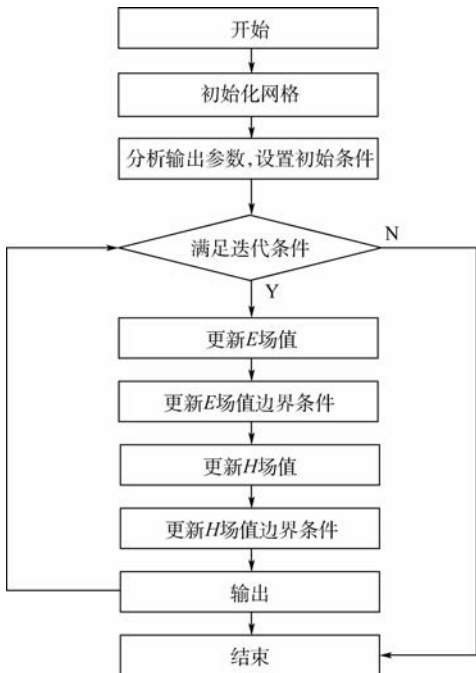 开始
初始化网格
分析输出参数,设置初始条件
满足迭代条件
N
Y
更新E场值
更新E场值边界条件
更新H场值
更新H场值边界条件
输出
结束